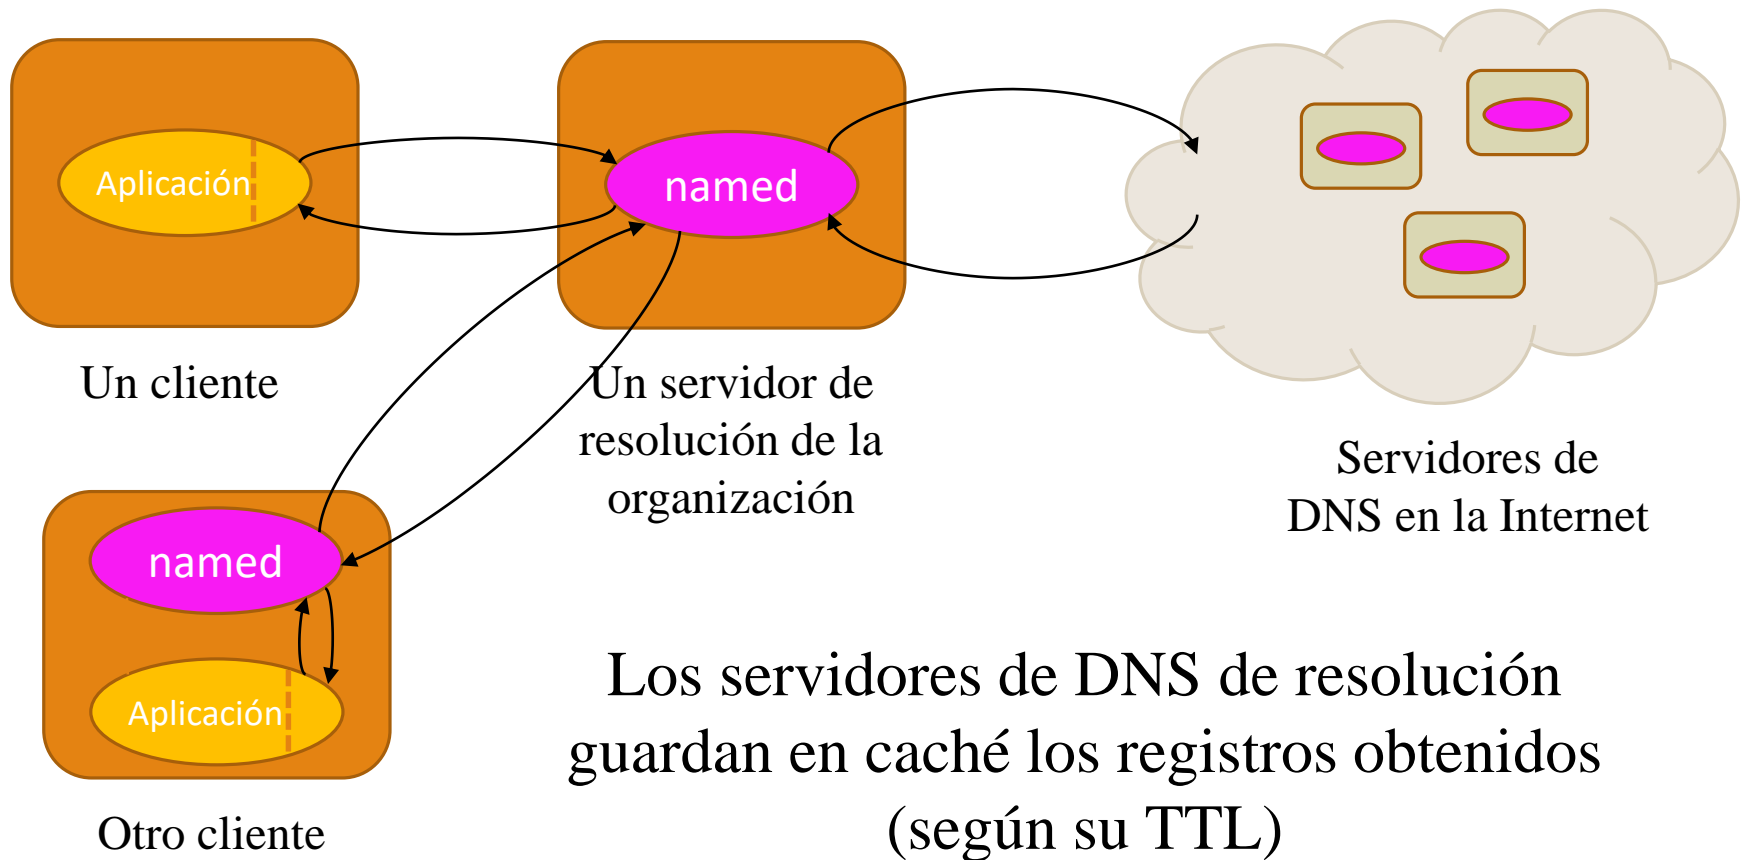 Aplicación
named
Un cliente
Un servidor de
resolución de la
organización
Servidores de
DNS en la Internet
named
Aplicación
Otro cliente
Los servidores de DNS de resolución
guardan en caché los registros obtenidos
(según su TTL)